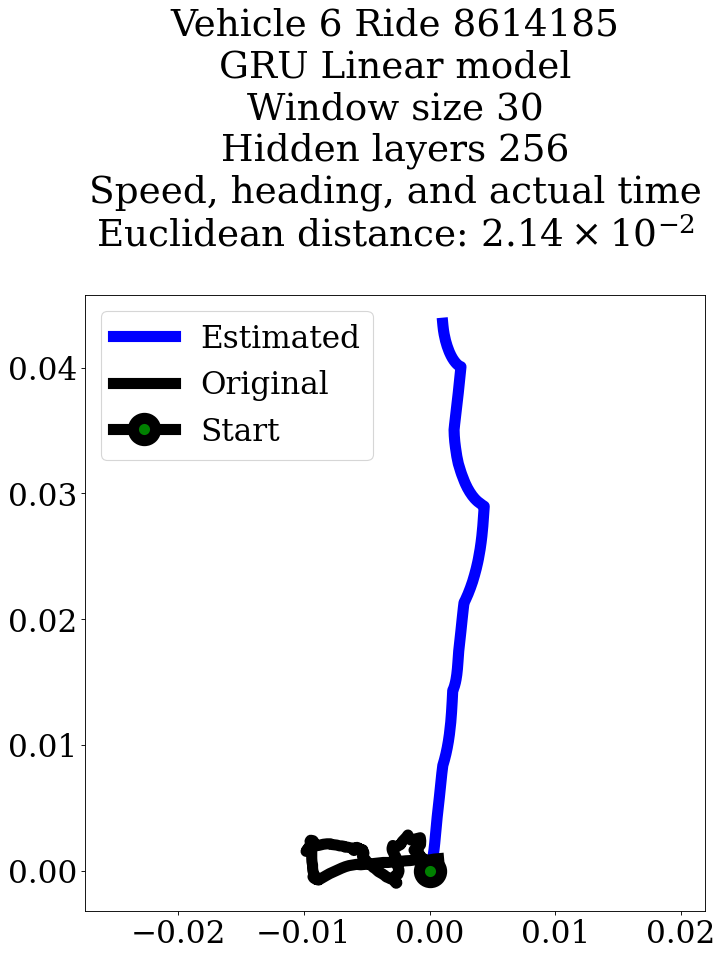 Vehicle 6 Ride 8614185
GRU Linear model
Window size 30
Hidden layers 256
Speed, heading, and actual time
Euclidean distance: 2.14 × 10⁻²
Estimated
Original
Start
0.04
0.03
0.02
0.01
0.00
−0.02
−0.01
0.00
0.01
0.02